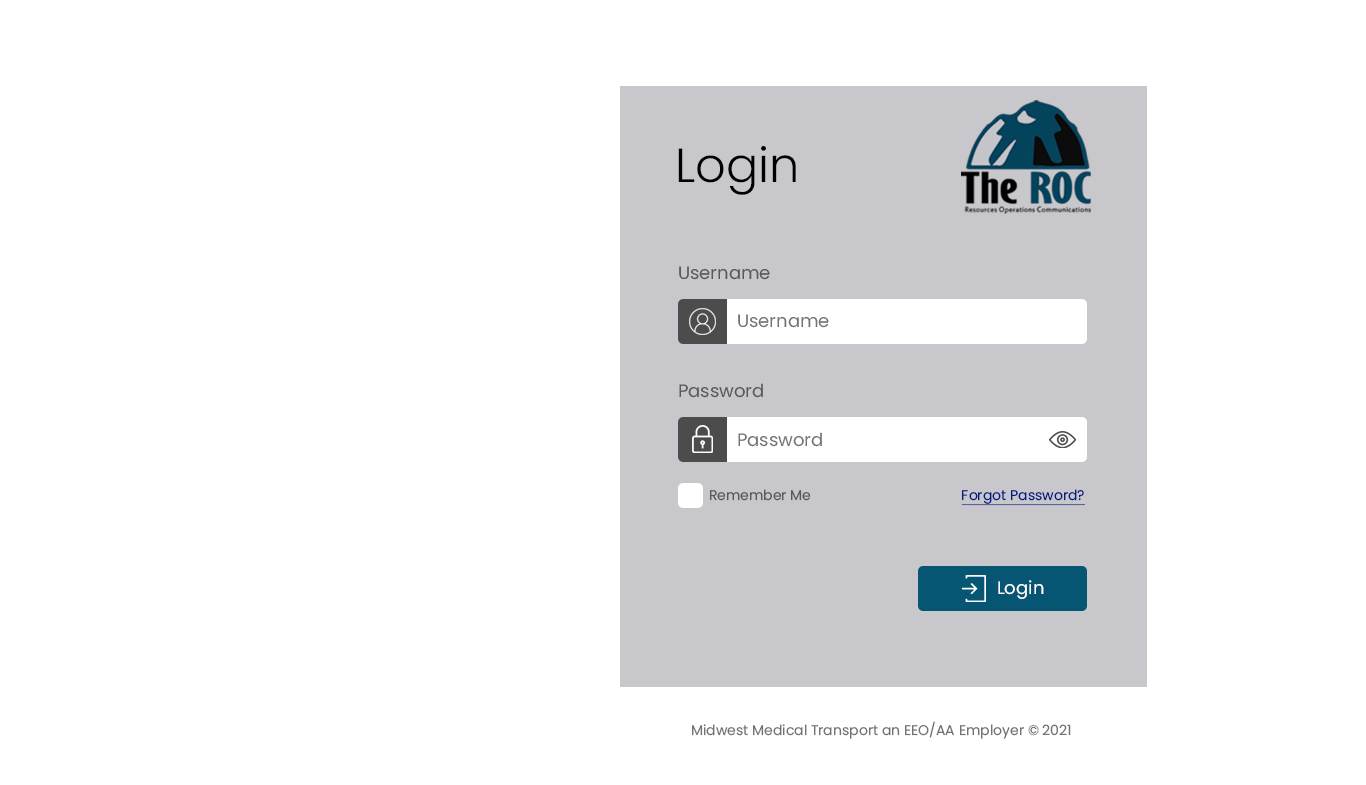 Login
The ROC
Resources Operations Communications
Username
Username
Password
Password
Remember Me
Forgot Password?
Login
Midwest Medical Transport an EEO/AA Employer © 2021